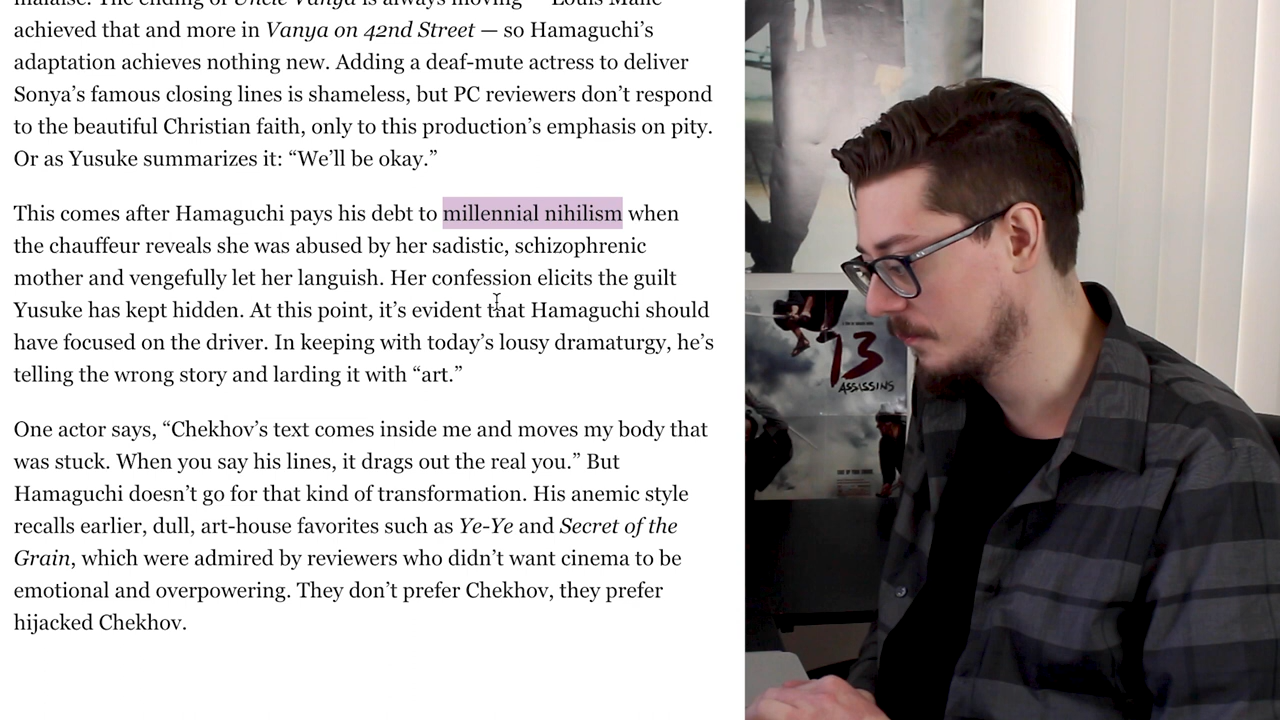 malaise. The ending of Uncle Vanya is always moving — Louis Malle
achieved that and more in Vanya on 42nd Street — so Hamaguchi’s
adaptation achieves nothing new. Adding a deaf-mute actress to deliver
Sonya’s famous closing lines is shameless, but PC reviewers don’t respond
to the beautiful Christian faith, only to this production’s emphasis on pity.
Or as Yusuke summarizes it: “We’ll be okay.”
This comes after Hamaguchi pays his debt to millennial nihilism when
the chauffeur reveals she was abused by her sadistic, schizophrenic
mother and vengefully let her languish. Her confession elicits the guilt
Yusuke has kept hidden. At this point, it’s evident that Hamaguchi should
have focused on the driver. In keeping with today’s lousy dramaturgy, he’s
telling the wrong story and larding it with “art.”
One actor says, “Chekhov’s text comes inside me and moves my body that
was stuck. When you say his lines, it drags out the real you.” But
Hamaguchi doesn’t go for that kind of transformation. His anemic style
recalls earlier, dull, art-house favorites such as Ye-Ye and Secret of the
Grain, which were admired by reviewers who didn’t want cinema to be
emotional and overpowering. They don’t prefer Chekhov, they prefer
hijacked Chekhov.
13
ASSASSINS